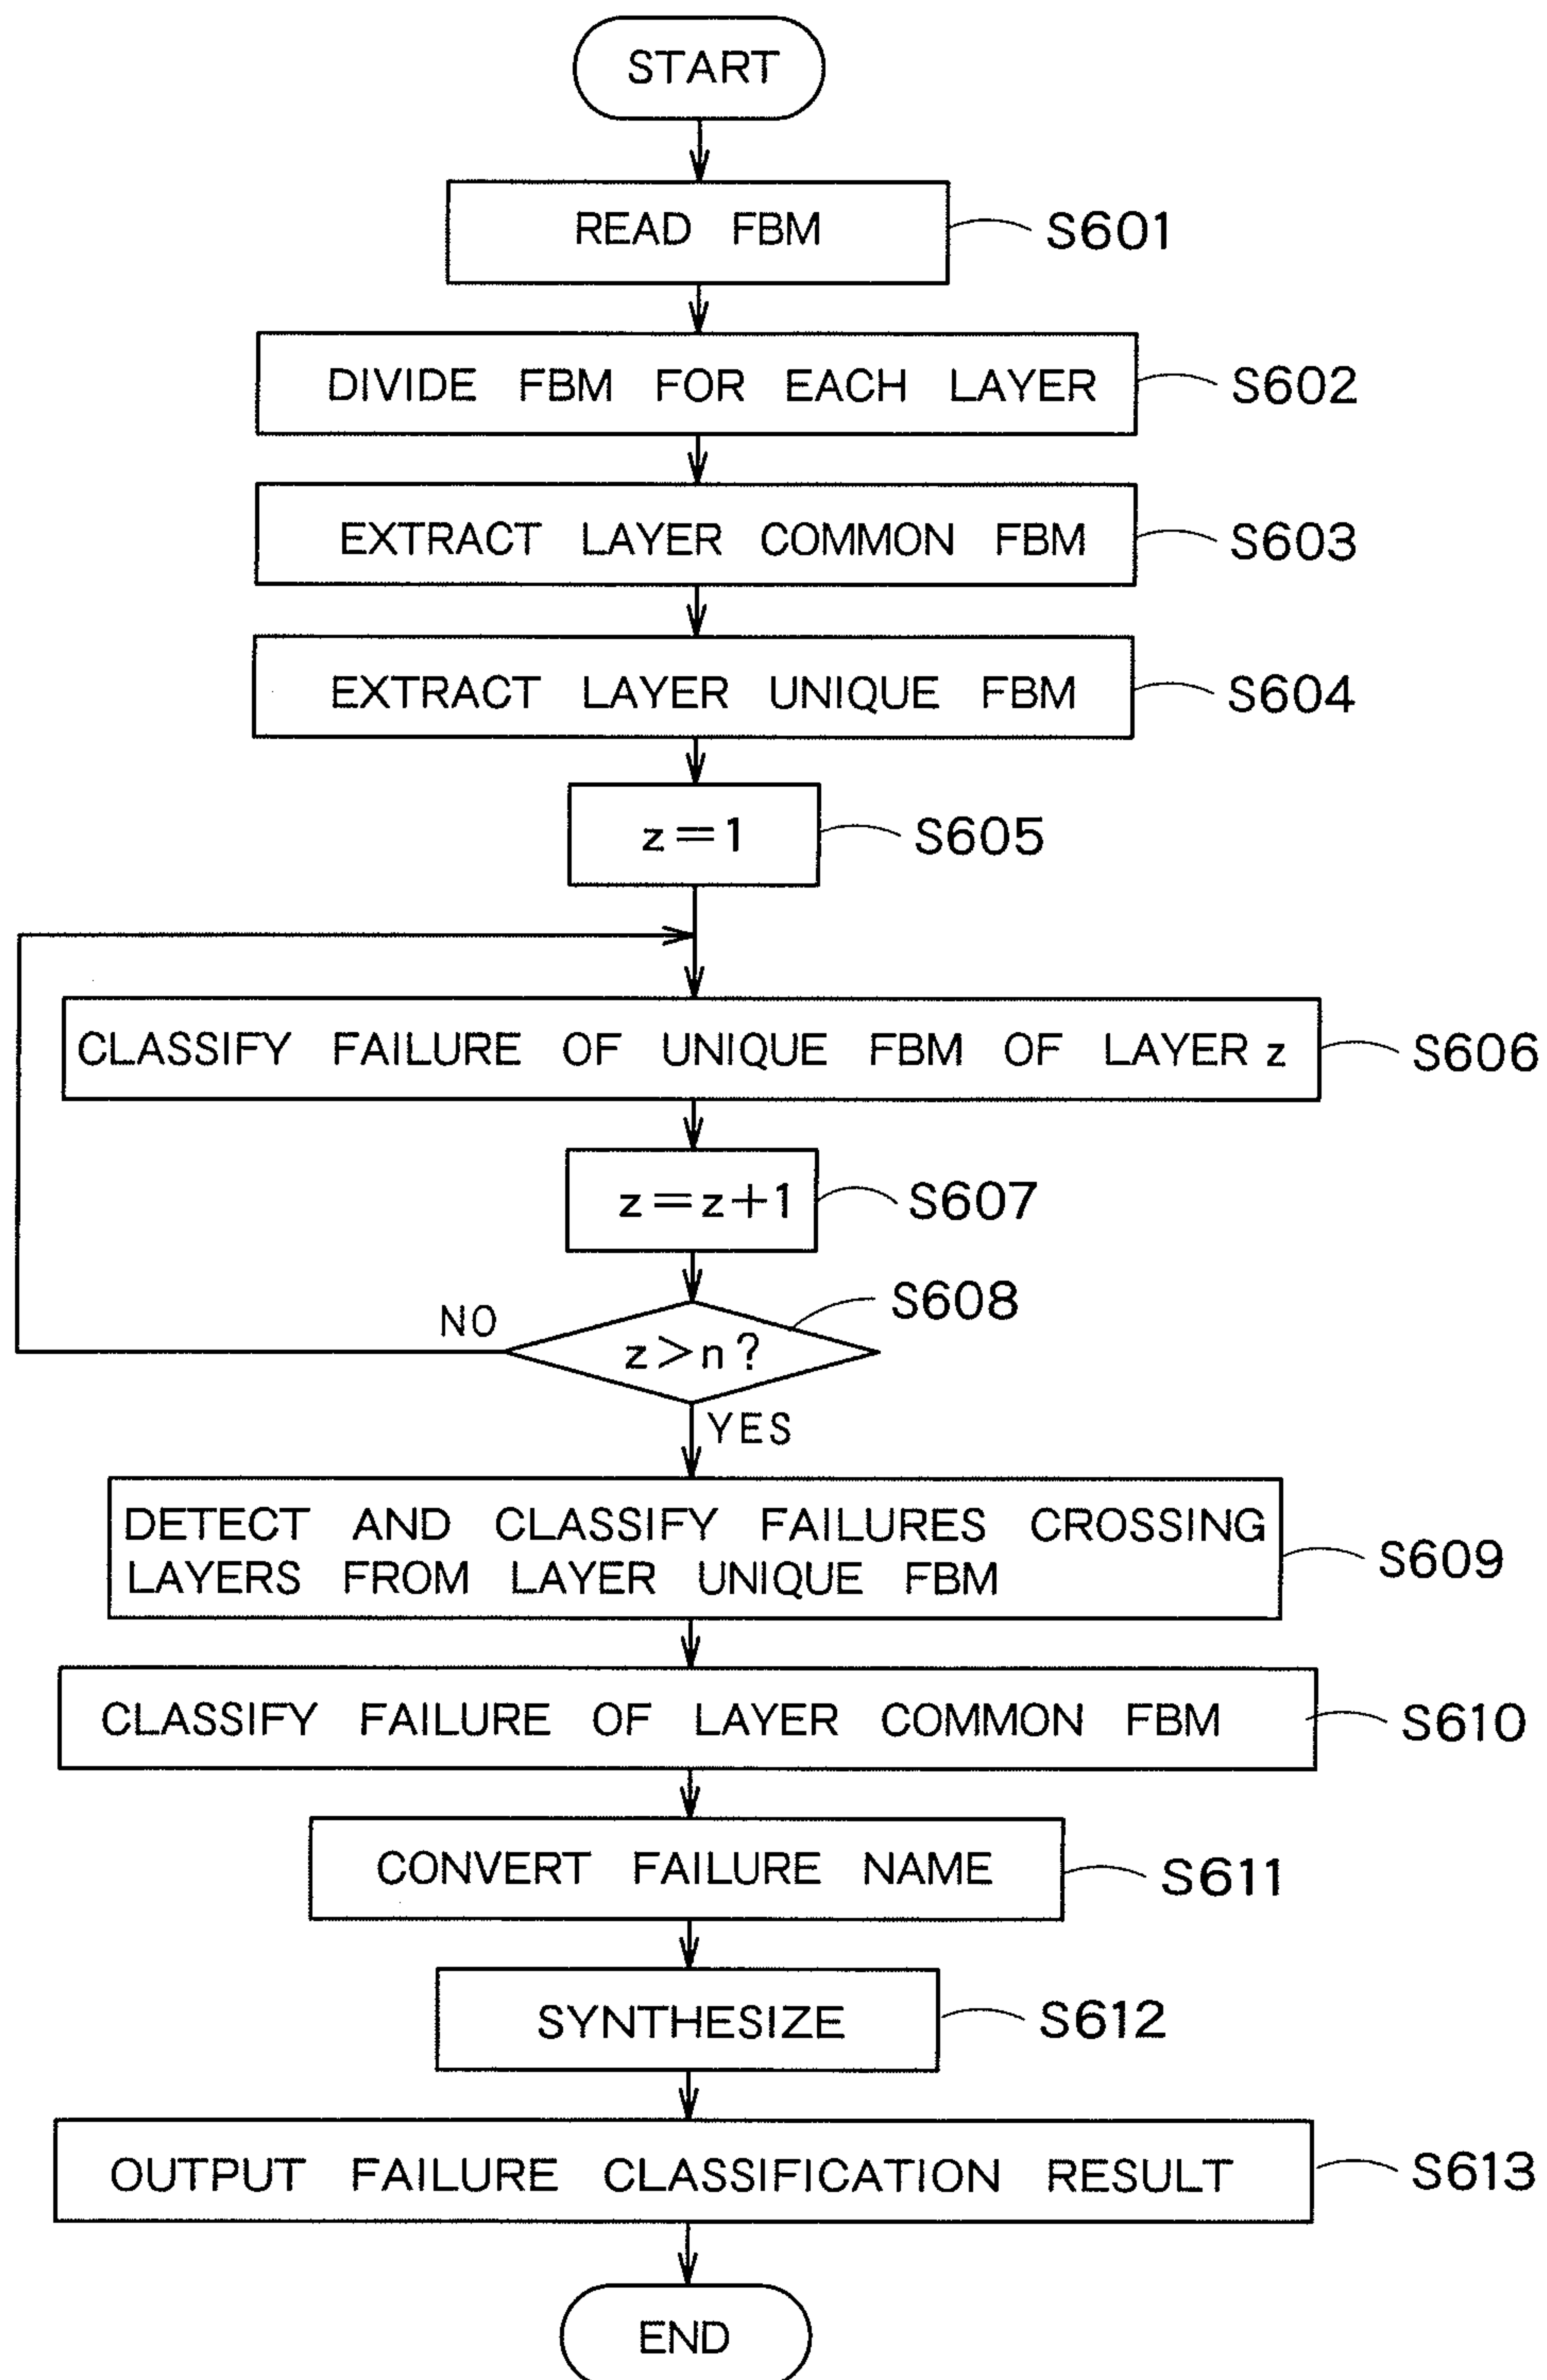 START
READ FBM
S601
DIVIDE FBM FOR EACH LAYER
S602
EXTRACT LAYER COMMON FBM
S603
EXTRACT LAYER UNIQUE FBM
S604
z=1
S605
CLASSIFY FAILURE OF UNIQUE FBM OF LAYER z
S606
z=z+1
S607
S608
NO
z>n?
YES
DETECT AND CLASSIFY FAILURES CROSSING
LAYERS FROM LAYER UNIQUE FBM
S609
CLASSIFY FAILURE OF LAYER COMMON FBM
S610
CONVERT FAILURE NAME
S611
SYNTHESIZE
S612
OUTPUT FAILURE CLASSIFICATION RESULT
S613
END